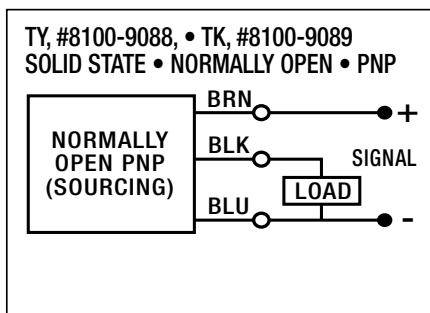 TY, #8100-9088, • TK, #8100-9089
SOLID STATE • NORMALLY OPEN • PNP
BRN
+
NORMALLY
OPEN PNP
(SOURCING)
BLK
SIGNAL
LOAD
BLU
-